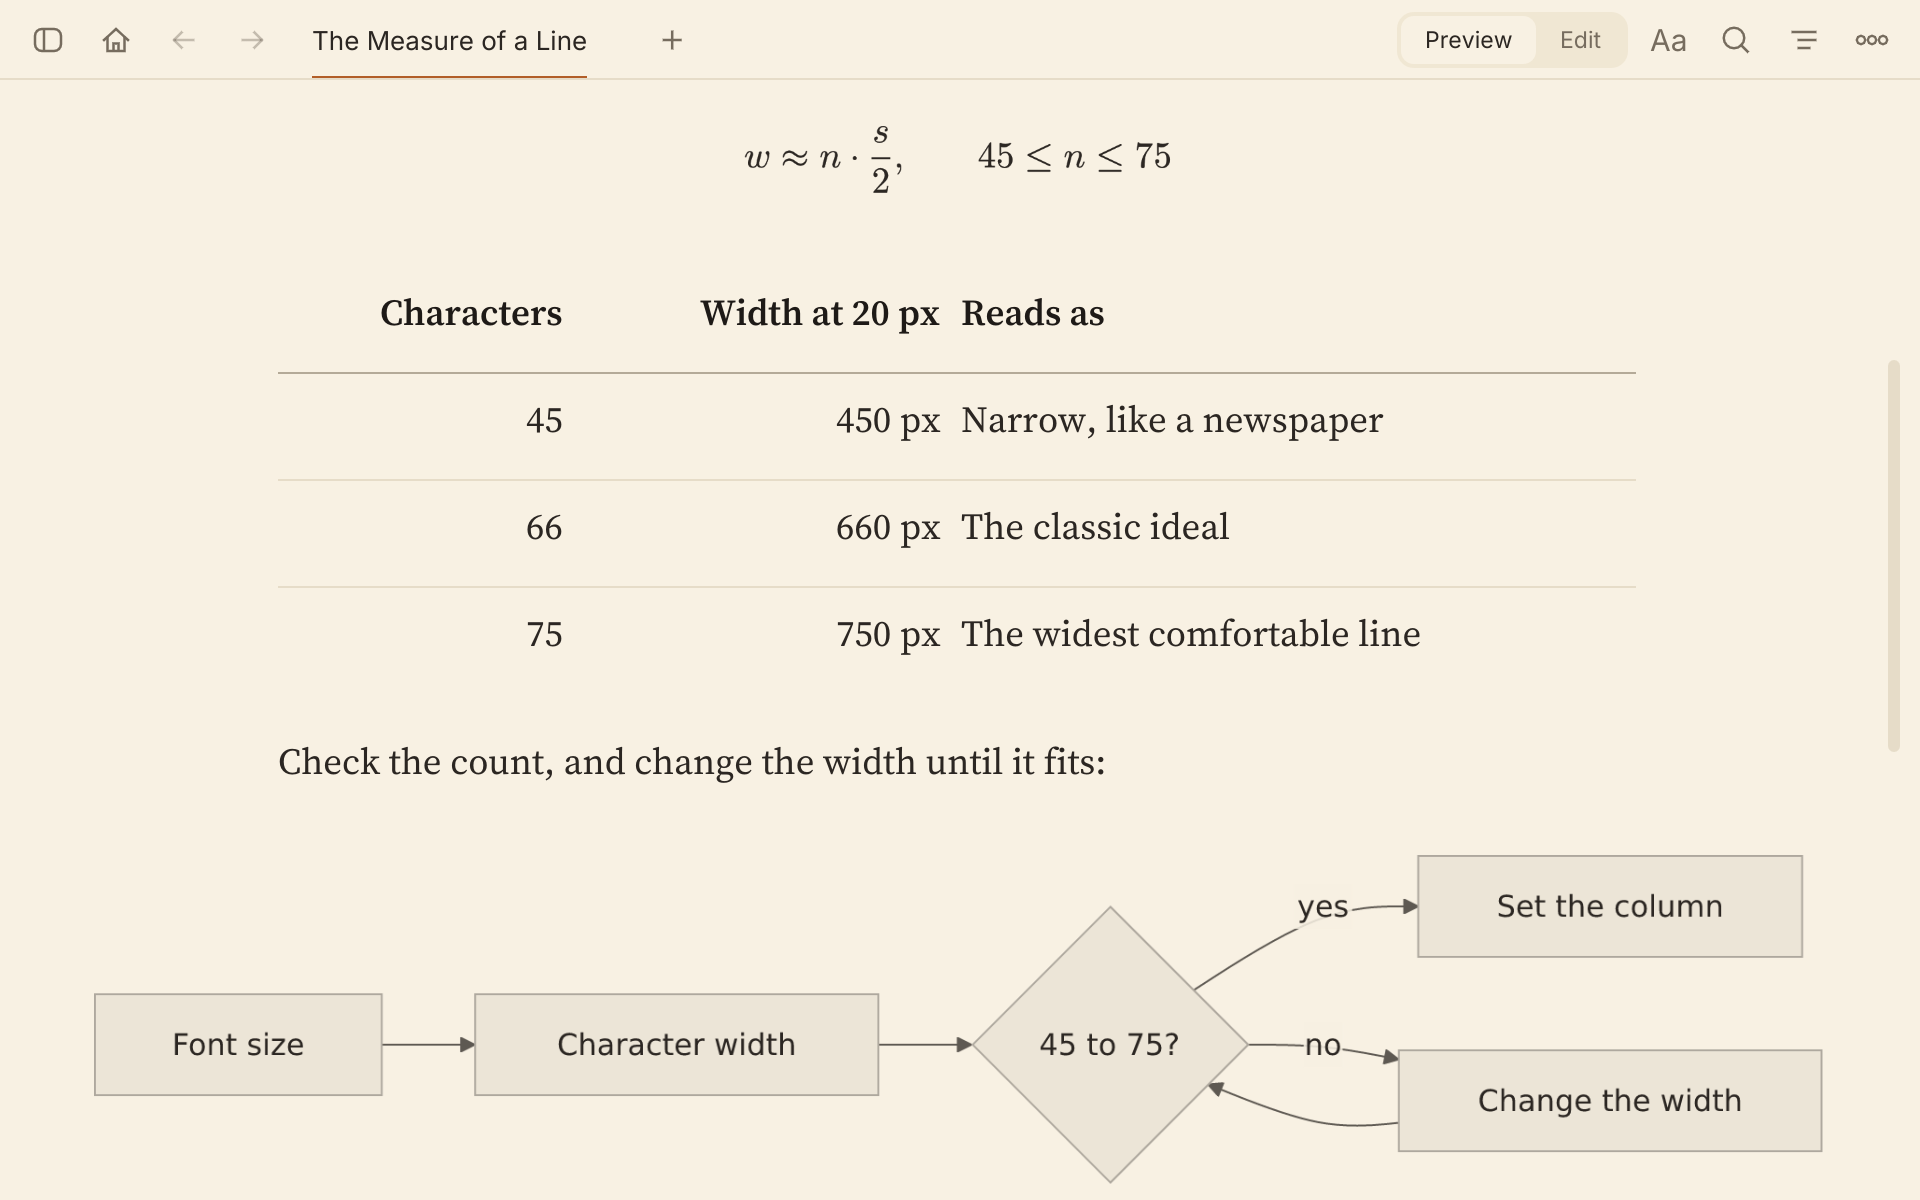 The Measure of a Line
Preview Edit Aa
w ≈ n · s/2, 45 ≤ n ≤ 75
Characters Width at 20 px Reads as
45 450 px Narrow, like a newspaper
66 660 px The classic ideal
75 750 px The widest comfortable line
Check the count, and change the width until it fits:
yes Set the column
Font size Character width 45 to 75? no
Change the width